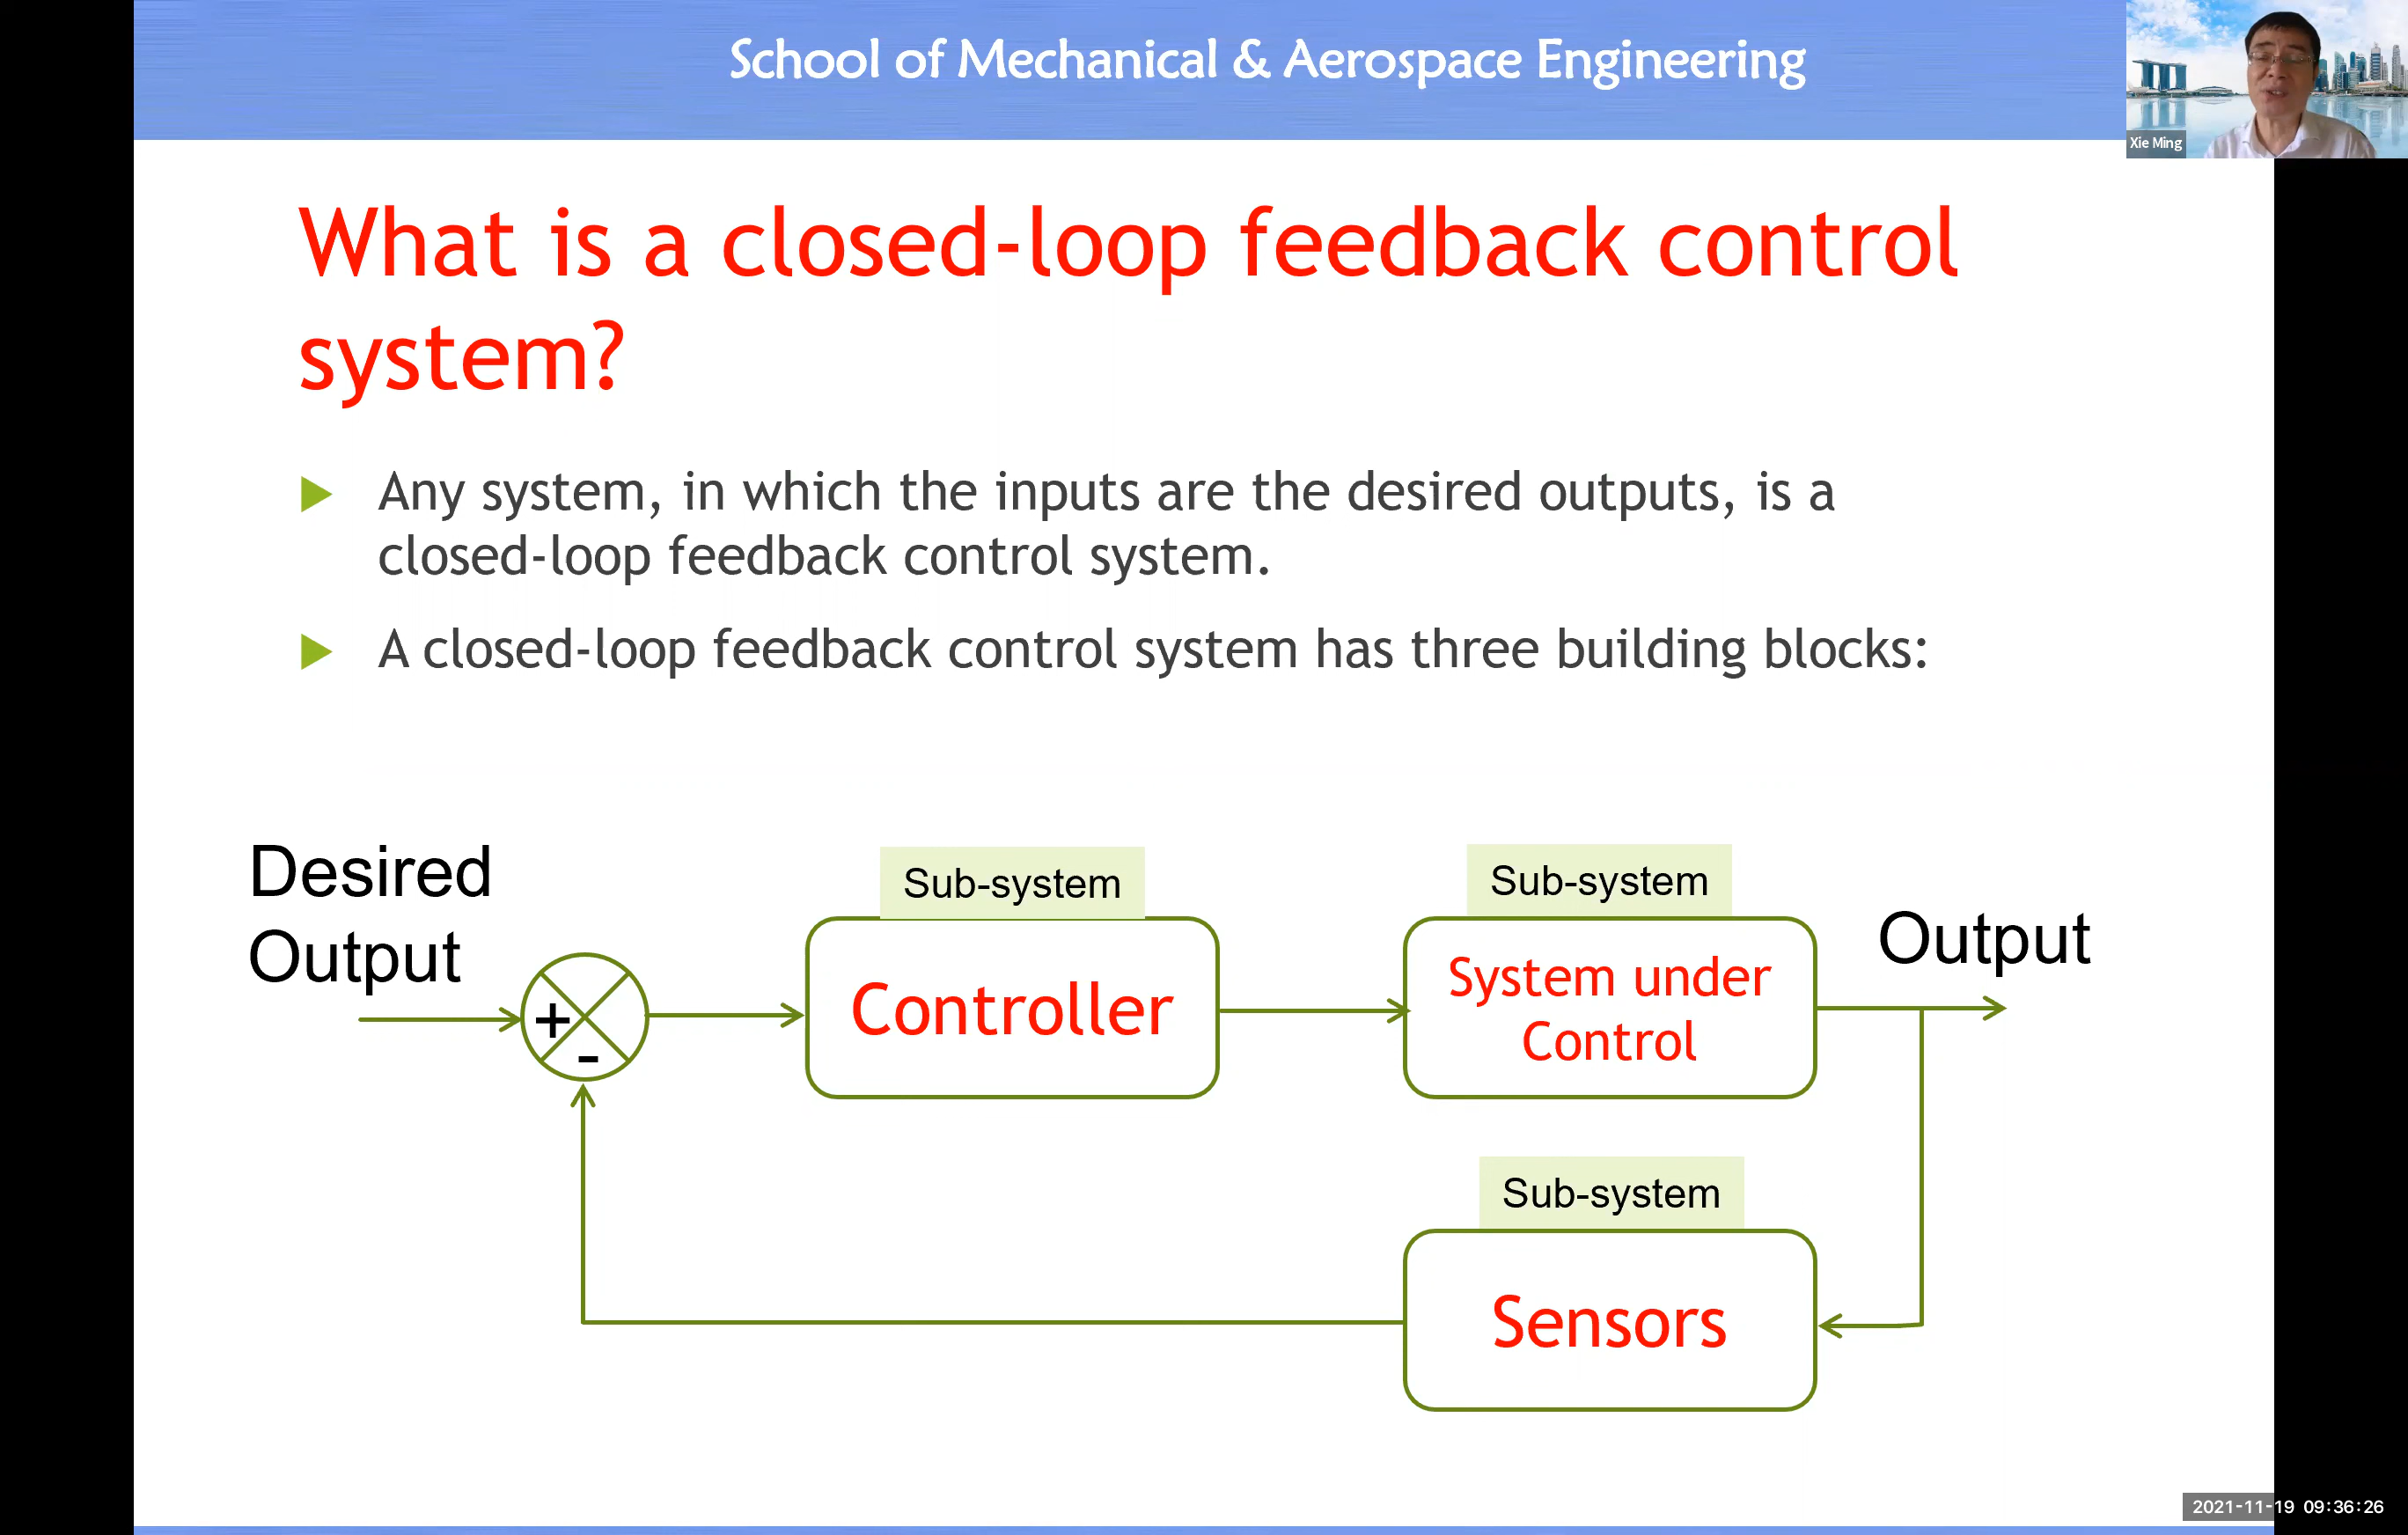 School of Mechanical & Aerospace Engineering
Xie Ming
What is a closed-loop feedback control
system?
Any system, in which the inputs are the desired outputs, is a
closed-loop feedback control system.
A closed-loop feedback control system has three building blocks:
Desired
Output
+
-
Sub-system
Controller
Sub-system
System under
Control
Output
Sub-system
Sensors
2021-11-19 09:36:26